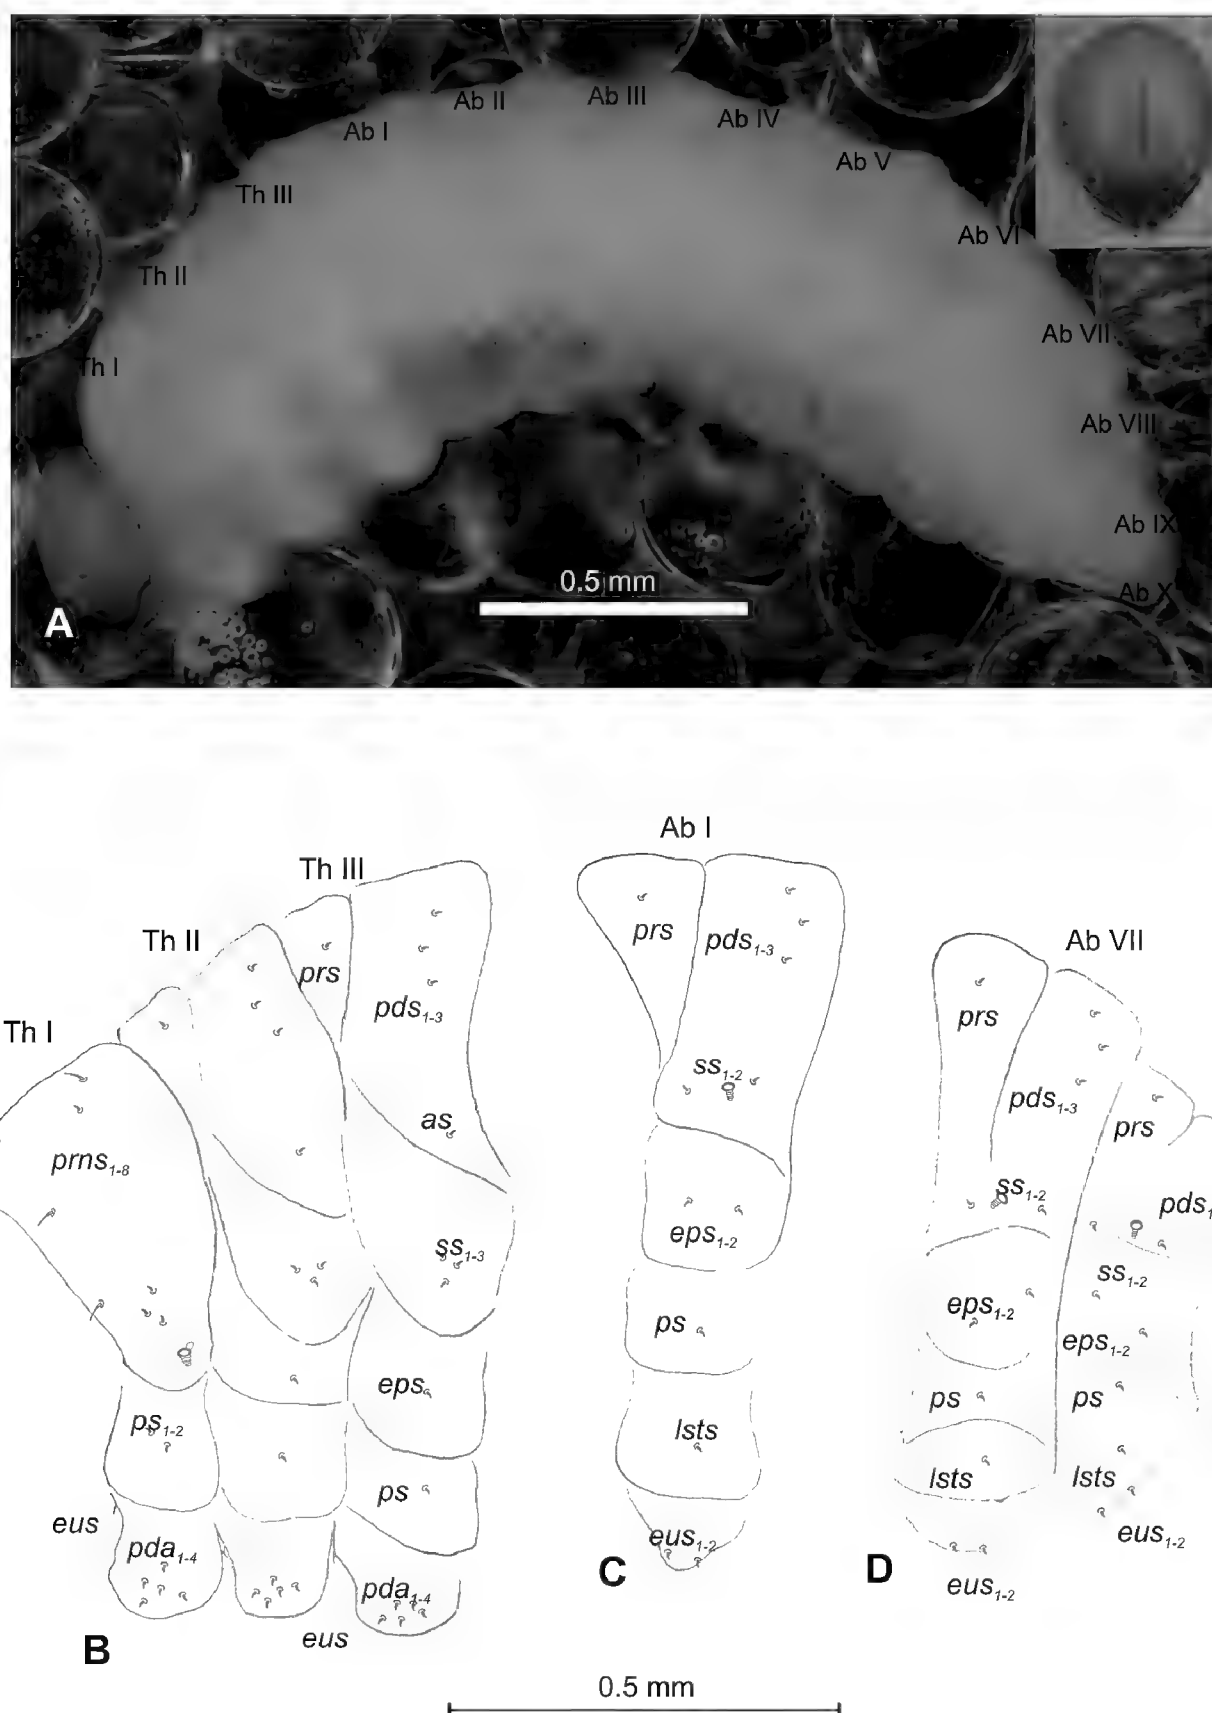 Ab II
Ab III
Ab IV
Ab I
Ab V
Th III
Ab VI
Th II
Ab VII
Th I
Ab VIII
Ab IX
0.5 mm
Ab X
A
Ab I
Th III
Th II
prs
pds1-3
Ab VII
prs
pds1-3
prs
Th I
pds1-3
prs
ss1-2
as
prns1-8
ss1-2
pds1
eps1-2
ss1-3
ss1-2
eps1-2
ps
eps1-2
eps
ps
ps
ps1-2
lsts
lsts
lsts
ps
eus
eus1-2
eus1-2
pda1-4
C
D
pda1-4
eus1-2
eus
B
0.5 mm